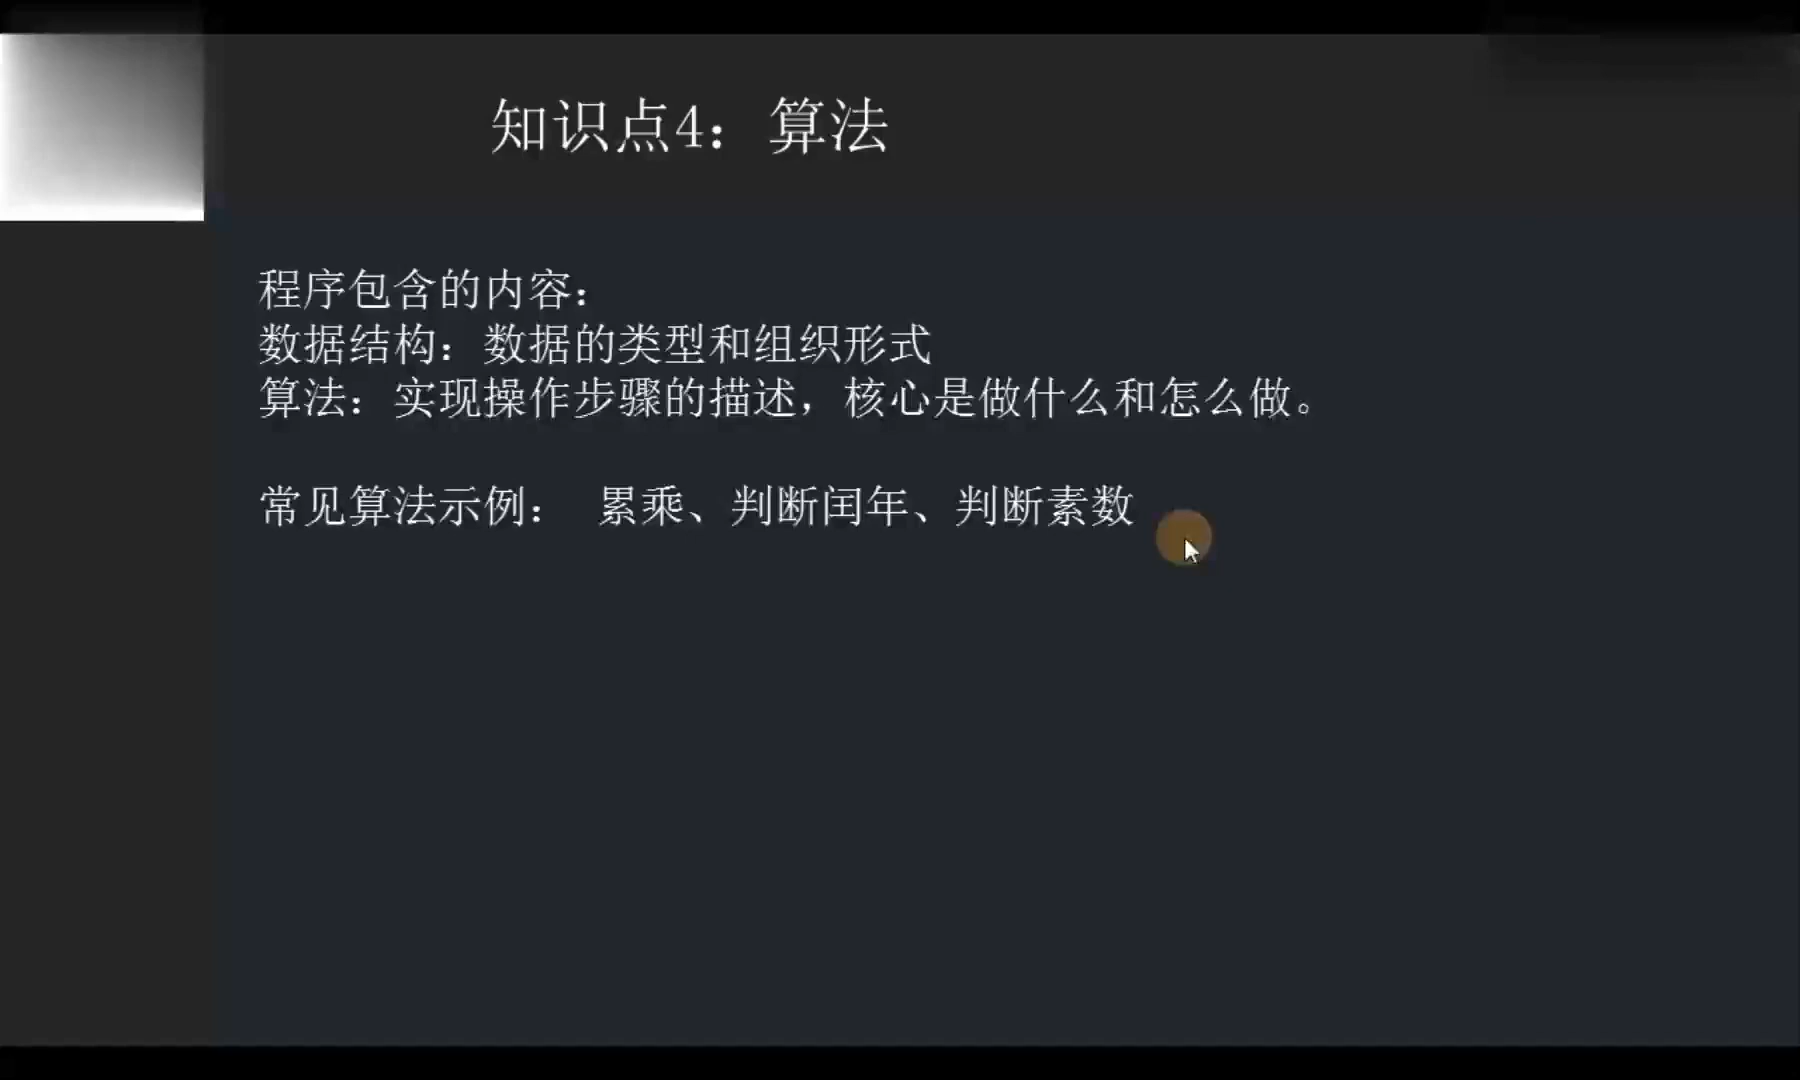 知识点4：算法
程序包含的内容：
数据结构：数据的类型和组织形式
算法：实现操作步骤的描述，核心是做什么和怎么做。
常见算法示例： 累乘、判断闰年、判断素数